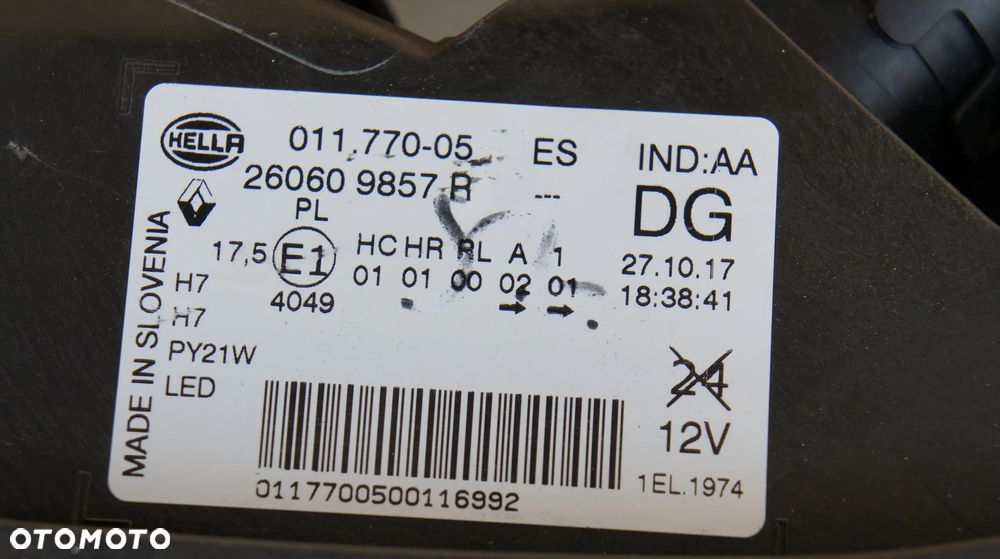 HELLA
011.770-05 ES IND:AA
26060 9857 R --- DG
PL
17,5 E1 HC HR RL A 1 27.10.17
H7 4049 01 01 00 02 01 18:38:41
→ →
H7
PY21W
LED
24
12V
MADE IN SLOVENIA
0117700500116992
1EL.1974
OTOMOTO